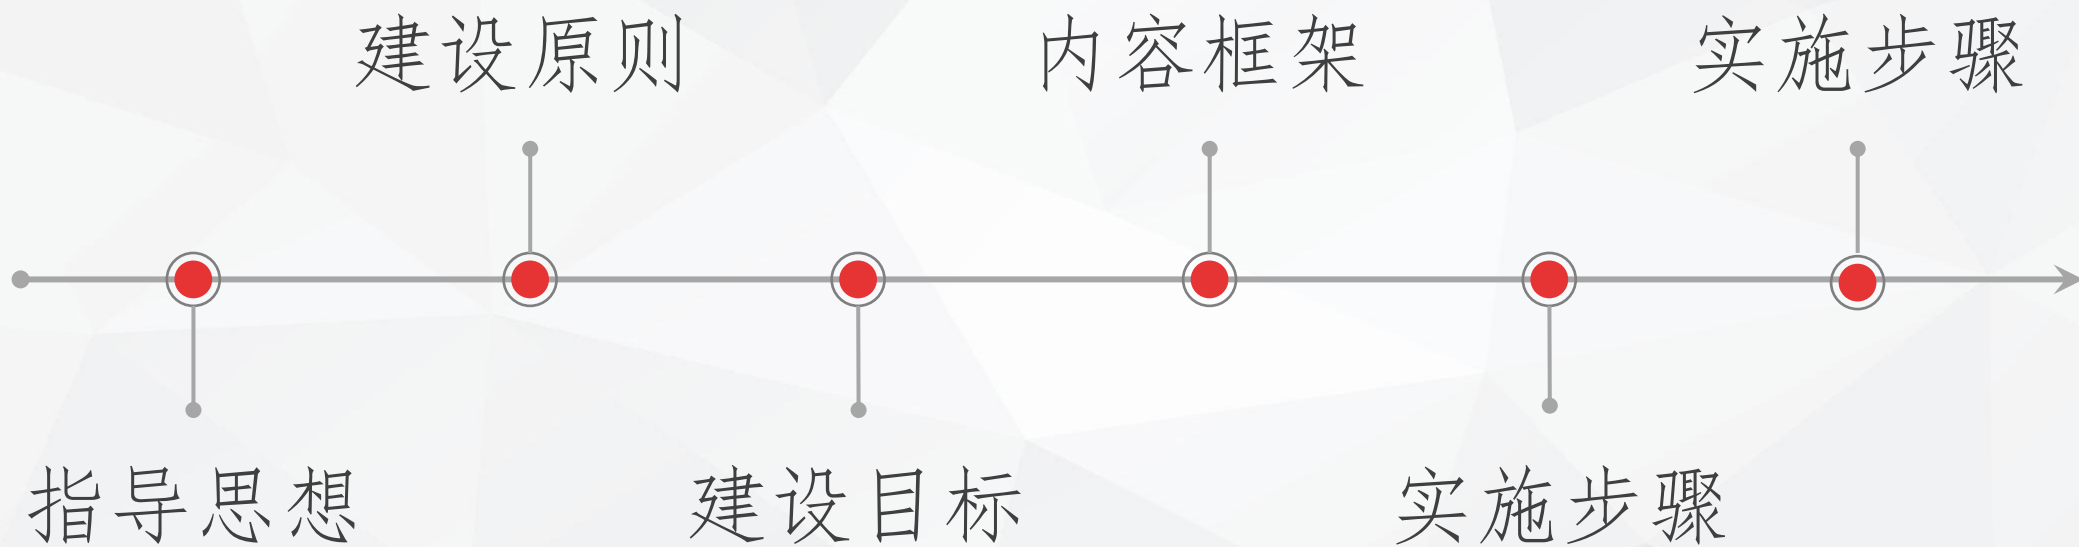 建设原则
内容框架
实施步骤
指导思想
建设目标
实施步骤